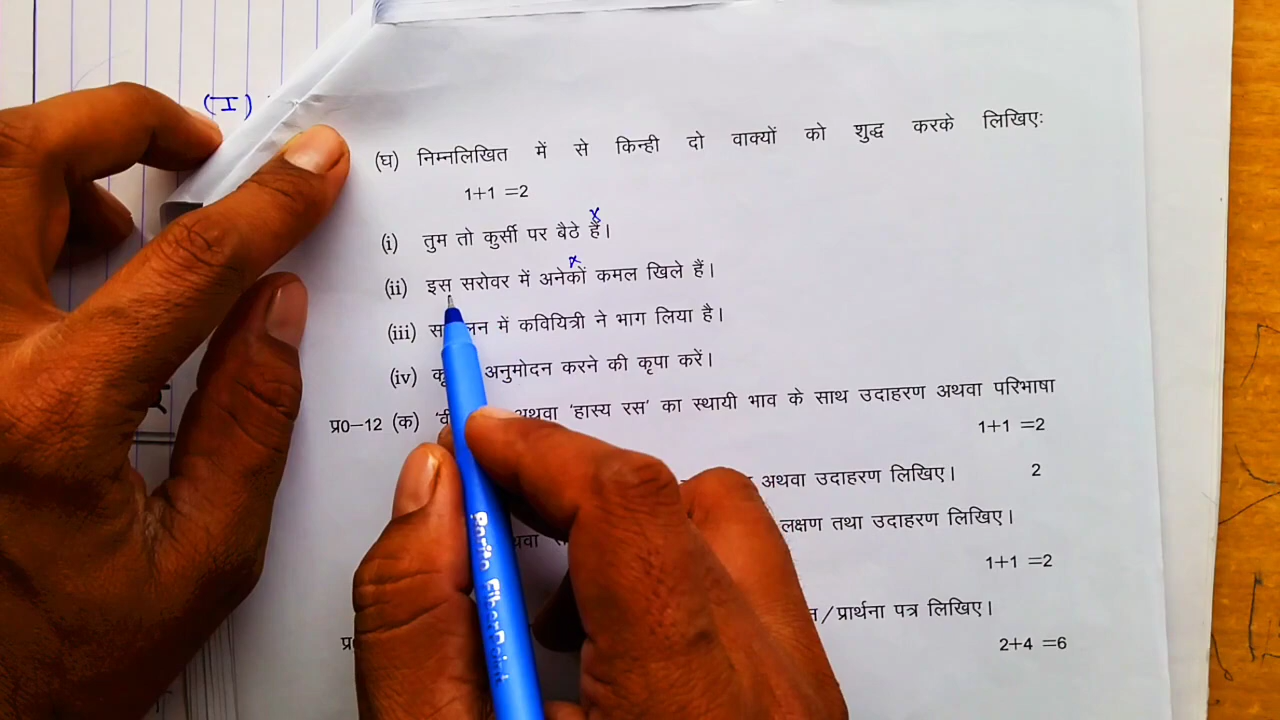 (I)
(घ) निम्नलिखित में से किन्ही दो वाक्यों को शुद्ध करके लिखिएः
1+1 =2
(i) तुम तो कुर्सी पर बैठे हैं।
(ii) इस सरोवर में अनेकों कमल खिले हैं।
(iii) में कवियित्री ने भाग लिया है।
(iv) अनुमोदन करने की कृपा करें।
प्र0–12 (क) अथवा 'हास्य रस' का स्थायी भाव के साथ उदाहरण अथवा परिभाषा
1+1 =2
अथवा उदाहरण लिखिए। 2
लक्षण तथा उदाहरण लिखिए।
1+1 =2
/प्रार्थना पत्र लिखिए।
2+4 =6